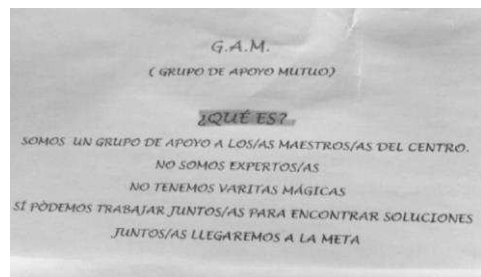 G.A.M.
( GRUPO DE APOYO MUTUO)
¿QUÉ ES?
SOMOS UN GRUPO DE APOYO A LOS/AS MAESTROS/AS DEL CENTRO.
NO SOMOS EXPERTOS/AS
NO TENEMOS VARITAS MÁGICAS
SÍ PÒDEMOS TRABAJAR JUNTOS/AS PARA ENCONTRAR SOLUCIONES
JUNTOS/AS LLEGAREMOS A LA META